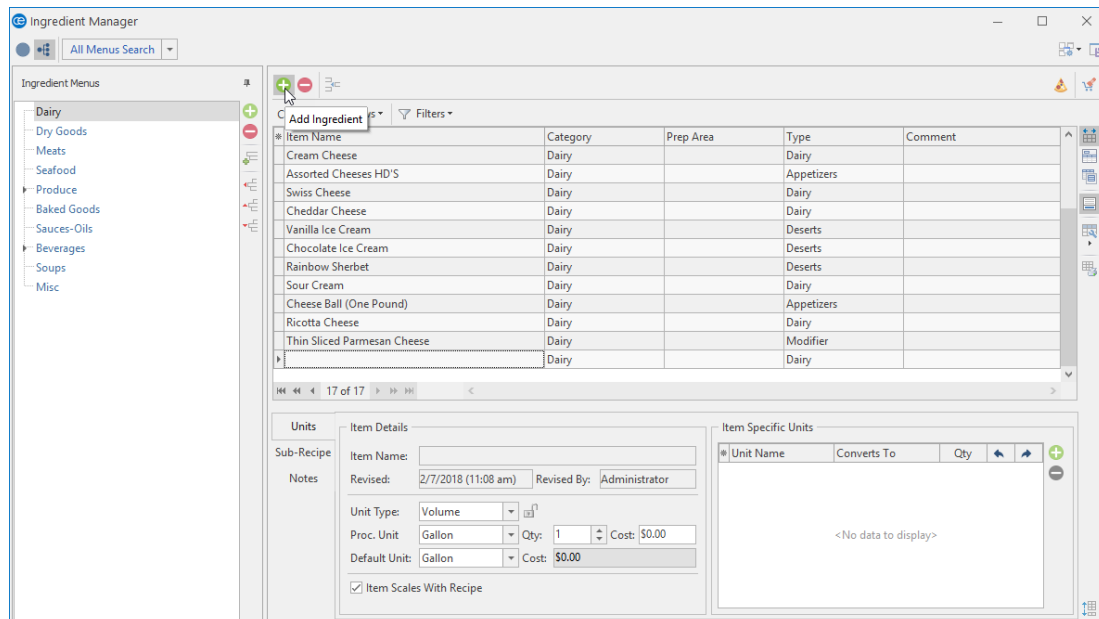 Ingredient Manager
All Menus Search
Ingredient Menus
Dairy
Dry Goods
Meats
Seafood
Produce
Baked Goods
Sauces-Oils
Beverages
Soups
Misc
Add Ingredient
Filters
Item Name Category Prep Area Type Comment
Cream Cheese Dairy Dairy
Assorted Cheeses HD'S Dairy Appetizers
Swiss Cheese Dairy Dairy
Cheddar Cheese Dairy Dairy
Vanilla Ice Cream Dairy Deserts
Chocolate Ice Cream Dairy Deserts
Rainbow Sherbet Dairy Deserts
Sour Cream Dairy Dairy
Cheese Ball (One Pound) Dairy Appetizers
Ricotta Cheese Dairy Dairy
Thin Sliced Parmesan Cheese Dairy Modifier
Dairy Dairy
17 of 17
Units
Sub-Recipe
Notes
Item Details
Item Name:
Revised: 2/7/2018 (11:08 am) Revised By: Administrator
Unit Type: Volume
Proc. Unit Gallon Qty: 1 Cost: $0.00
Default Unit: Gallon Cost: $0.00
Item Scales With Recipe
Item Specific Units
Unit Name Converts To Qty
<No data to display>